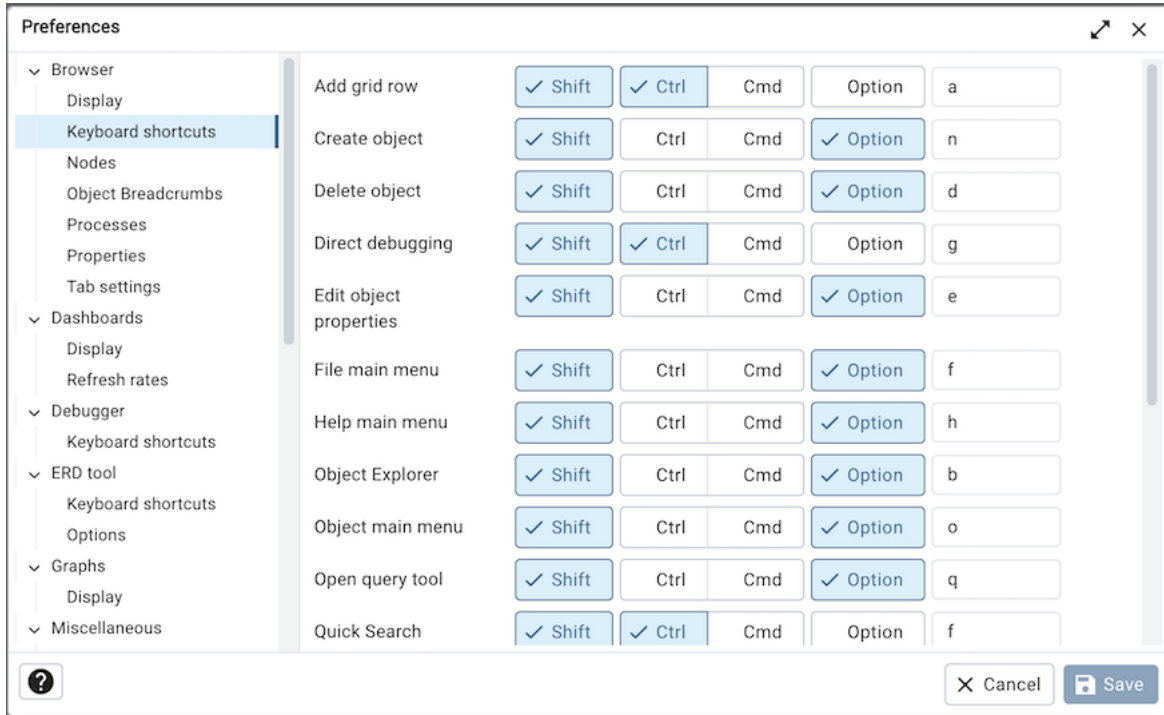 Preferences
Browser
Display
Keyboard shortcuts
Nodes
Object Breadcrumbs
Processes
Properties
Tab settings
Dashboards
Display
Refresh rates
Debugger
Keyboard shortcuts
ERD tool
Keyboard shortcuts
Options
Graphs
Display
Miscellaneous
Add grid row Shift Ctrl Cmd Option a
Create object Shift Ctrl Cmd Option n
Delete object Shift Ctrl Cmd Option d
Direct debugging Shift Ctrl Cmd Option g
Edit object Shift Ctrl Cmd Option e
properties
File main menu Shift Ctrl Cmd Option f
Help main menu Shift Ctrl Cmd Option h
Object Explorer Shift Ctrl Cmd Option b
Object main menu Shift Ctrl Cmd Option o
Open query tool Shift Ctrl Cmd Option q
Quick Search Shift Ctrl Cmd Option f
? Cancel Save